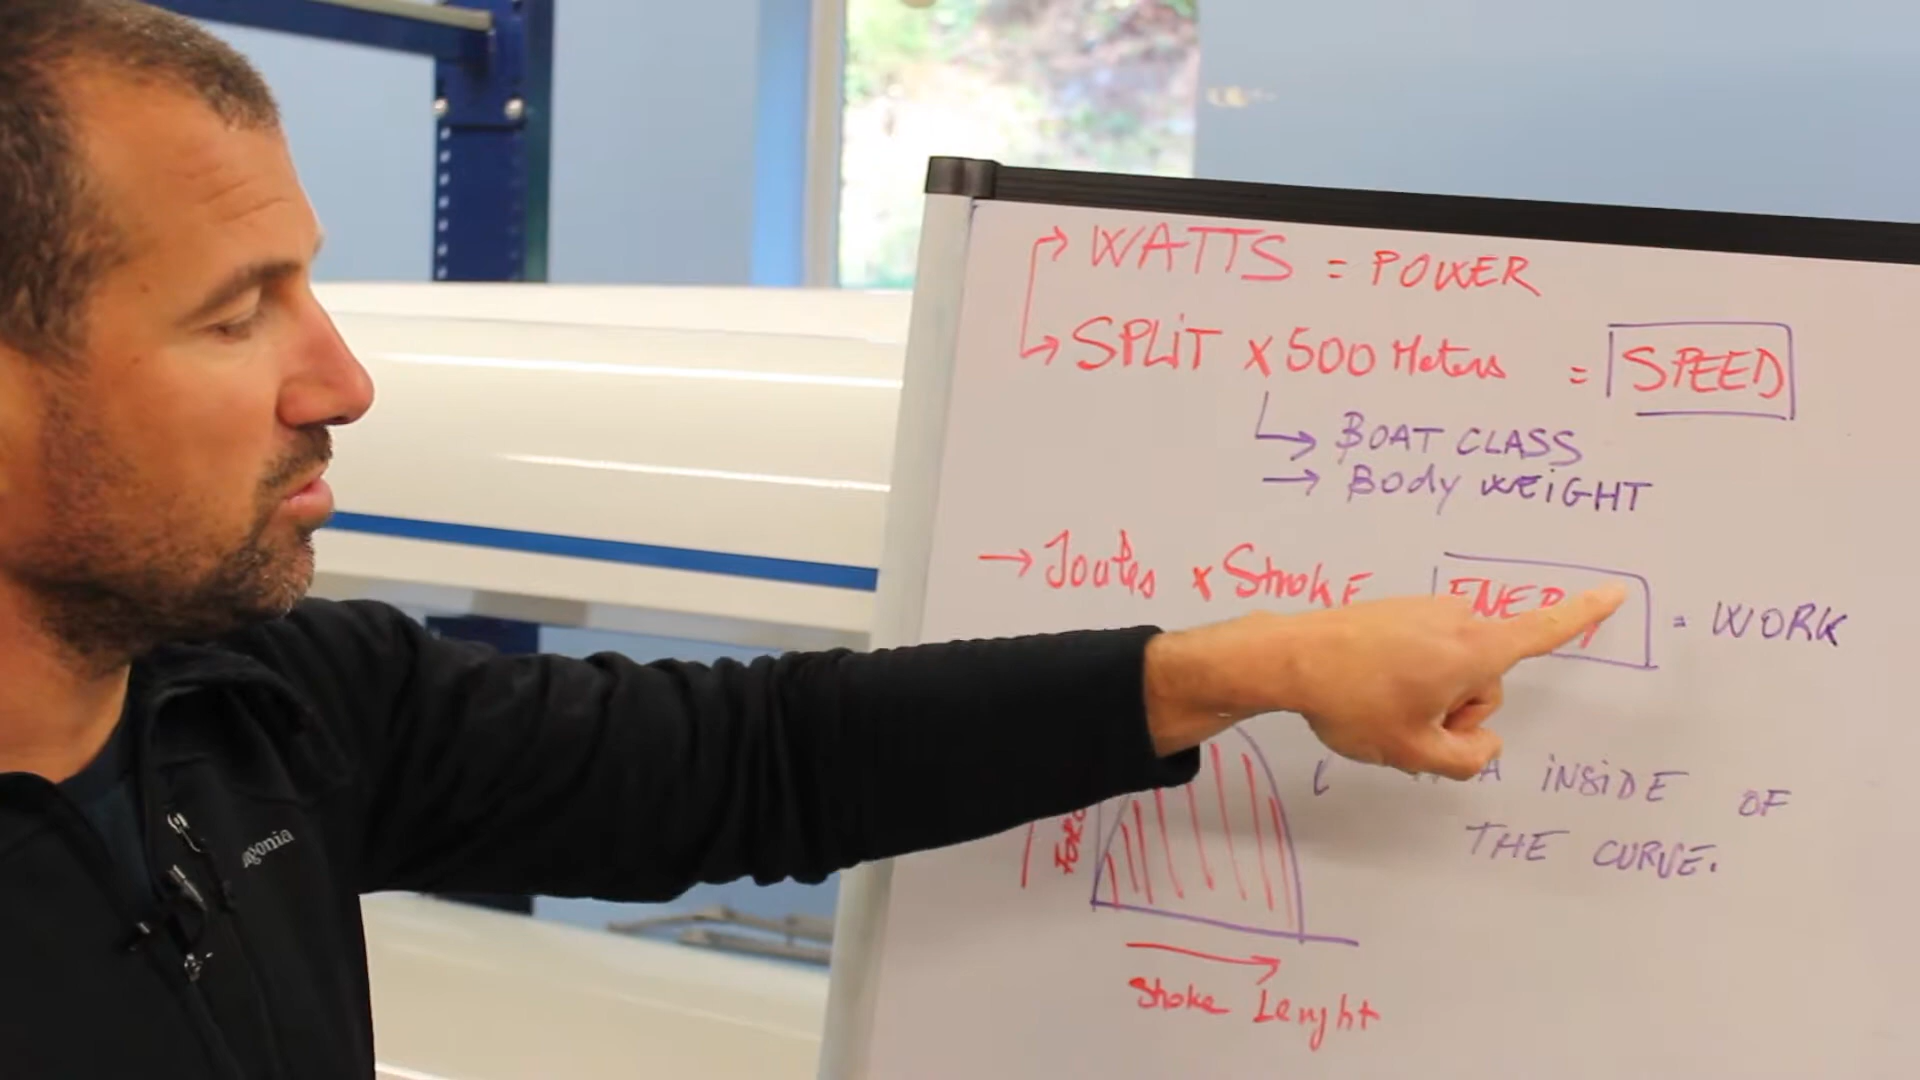 → WATTS = POWER
→ SPLIT x 500 Meters = SPEED
→ BOAT CLASS
→ Body WEIGHT
→ Joules x Stroke = WORK
INSIDE OF
THE CURVE.
Stroke Lenght